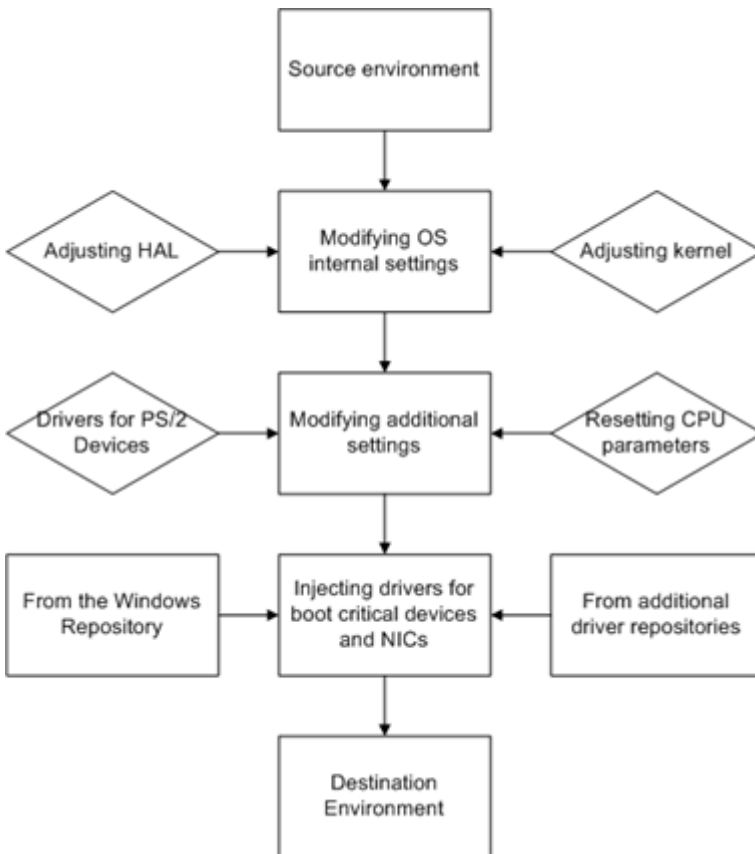 Source environment
Adjusting HAL
Modifying OS
internal settings
Adjusting kernel
Drivers for PS/2
Devices
Modifying additional
settings
Resetting CPU
parameters
From the Windows
Repository
Injecting drivers for
boot critical devices
and NICs
From additional
driver repositories
Destination
Environment